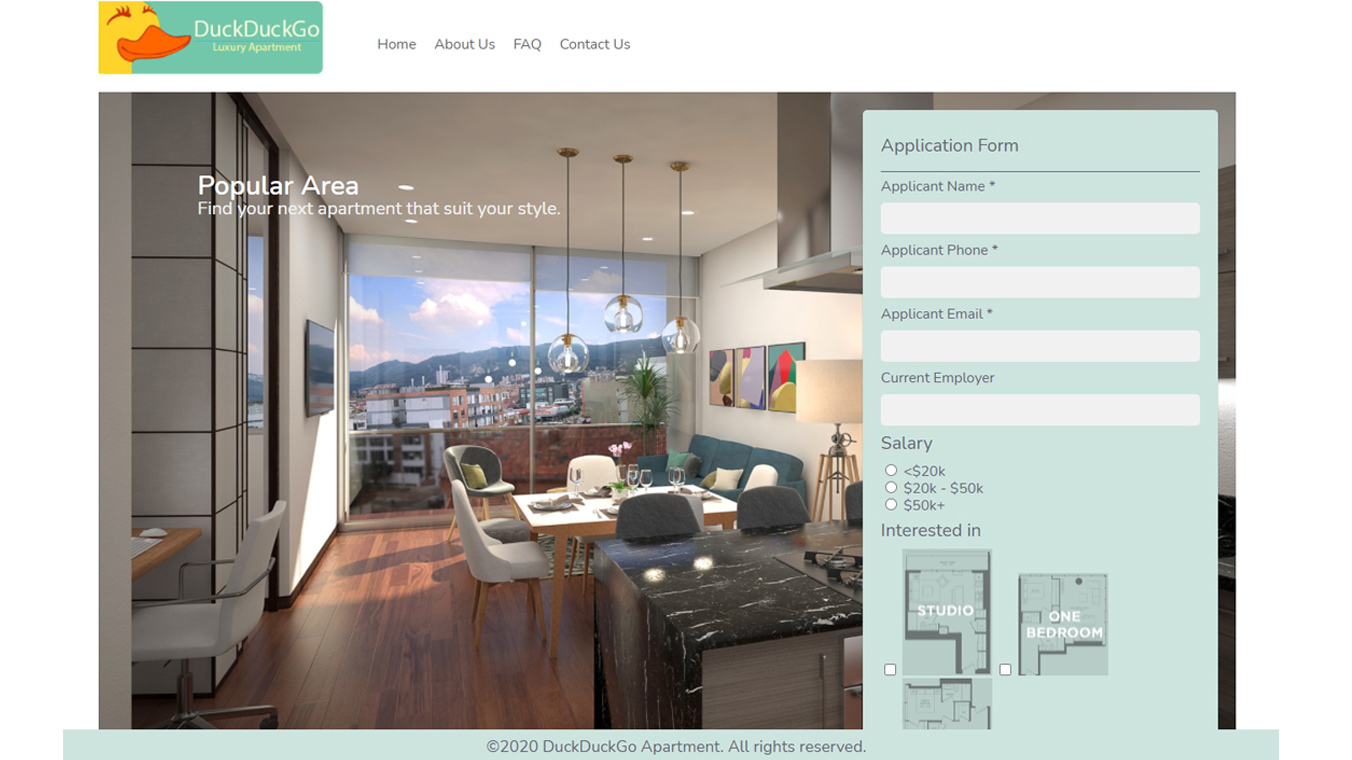 DuckDuckGo
Luxury Apartment
Home About Us FAQ Contact Us
Popular Area
Find your next apartment that suit your style.
Application Form
Applicant Name *
Applicant Phone *
Applicant Email *
Current Employer
Salary
<$20k
$20k - $50k
$50k+
Interested in
STUDIO
ONE
BEDROOM
©2020 DuckDuckGo Apartment. All rights reserved.